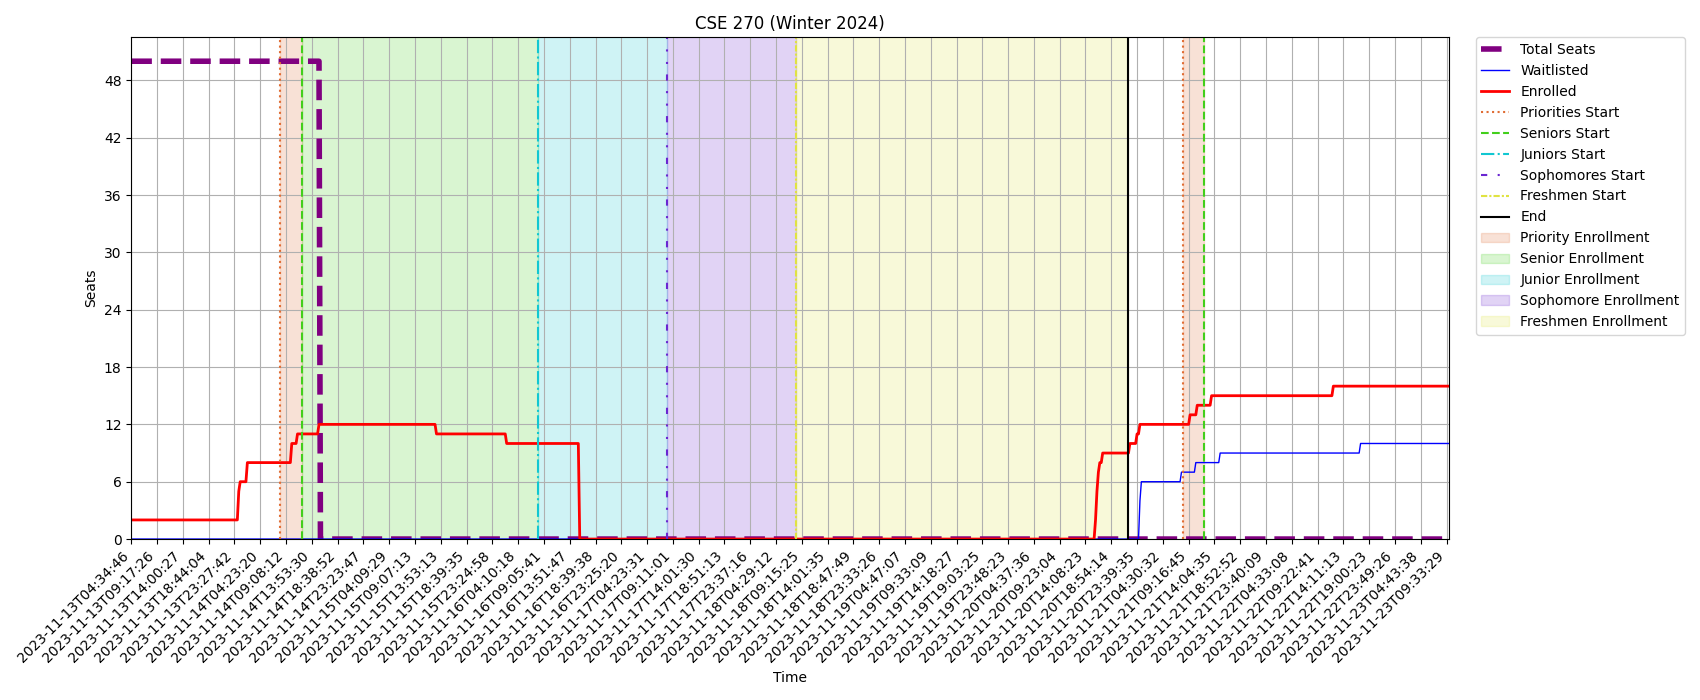 CSE 270 (Winter 2024)
Seats
48
42
36
30
24
18
12
6
0
2023-11-13T04:34:46
2023-11-13T09:17:26
2023-11-13T14:00:27
2023-11-13T18:44:04
2023-11-13T23:27:42
2023-11-14T04:23:20
2023-11-14T09:08:12
2023-11-14T13:53:30
2023-11-14T18:38:52
2023-11-14T23:23:47
2023-11-15T04:09:29
2023-11-15T09:07:13
2023-11-15T13:53:13
2023-11-15T18:39:35
2023-11-15T23:24:58
2023-11-16T04:10:18
2023-11-16T09:05:41
2023-11-16T13:51:47
2023-11-16T18:39:38
2023-11-16T23:25:20
2023-11-17T04:23:31
2023-11-17T09:11:01
2023-11-17T14:01:30
2023-11-17T18:51:13
2023-11-17T23:37:16
2023-11-18T04:29:12
2023-11-18T09:15:25
2023-11-18T14:01:35
2023-11-18T18:47:49
2023-11-18T23:33:26
2023-11-19T04:47:07
2023-11-19T09:33:09
2023-11-19T14:18:27
2023-11-19T19:03:25
2023-11-19T23:48:23
2023-11-20T04:37:36
2023-11-20T09:23:04
2023-11-20T14:08:23
2023-11-20T18:54:14
2023-11-20T23:39:35
2023-11-21T04:30:32
2023-11-21T09:16:45
2023-11-21T14:04:35
2023-11-21T18:52:52
2023-11-21T23:40:09
2023-11-22T04:33:08
2023-11-22T09:22:41
2023-11-22T14:11:13
2023-11-22T19:00:23
2023-11-22T23:49:26
2023-11-23T04:43:38
2023-11-23T09:33:29
Time
Total Seats
Waitlisted
Enrolled
Priorities Start
Seniors Start
Juniors Start
Sophomores Start
Freshmen Start
End
Priority Enrollment
Senior Enrollment
Junior Enrollment
Sophomore Enrollment
Freshmen Enrollment